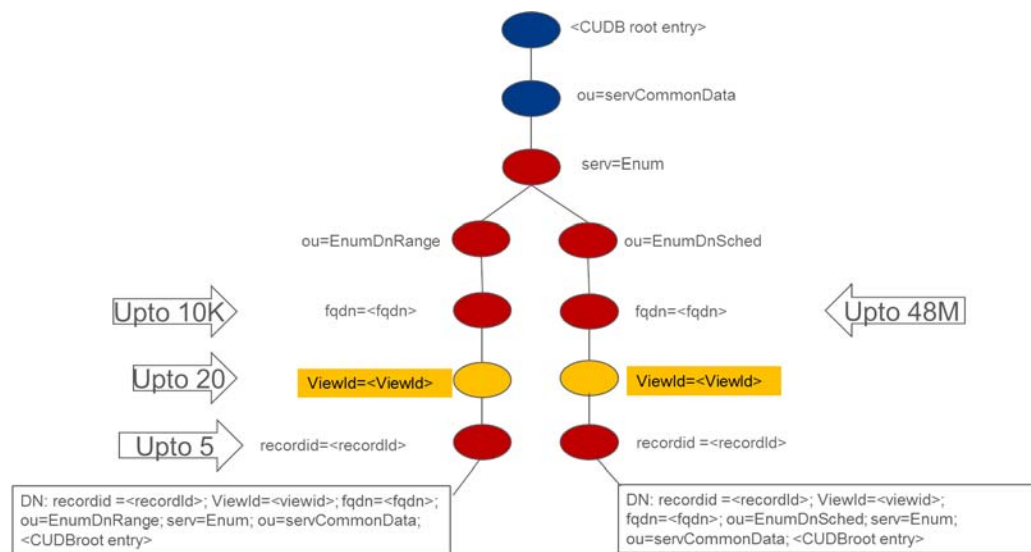 <CUDB root entry>
ou=servCommonData
serv=Enum
ou=EnumDnRange
ou=EnumDnSched
Upto 10K
fqdn=<fqdn>
fqdn=<fqdn>
Upto 48M
Upto 20
ViewId=<ViewId>
ViewId=<ViewId>
Upto 5
recordid=<recordId>
recordid =<recordId>
DN: recordid =<recordId>; ViewId=<viewid>; fqdn=<fqdn>;
ou=EnumDnRange; serv=Enum; ou=servCommonData;
<CUDBroot entry>
DN: recordid =<recordId>; ViewId=<viewid>;
fqdn=<fqdn>; ou=EnumDnSched; serv=Enum;
ou=servCommonData; <CUDBroot entry>